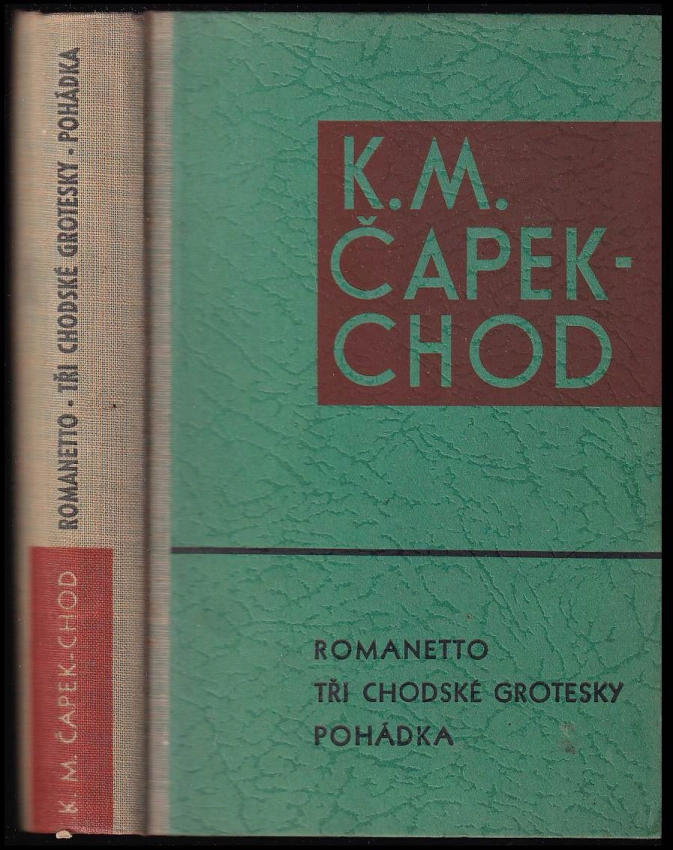 K.M.
ČAPEK-
CHOD
ROMANETTO
TŘI CHODSKÉ GROTESKY
POHÁDKA
K. M. ČAPEK-CHOD
ROMANETTO · TŘI CHODSKÉ GROTESKY · POHÁDKA